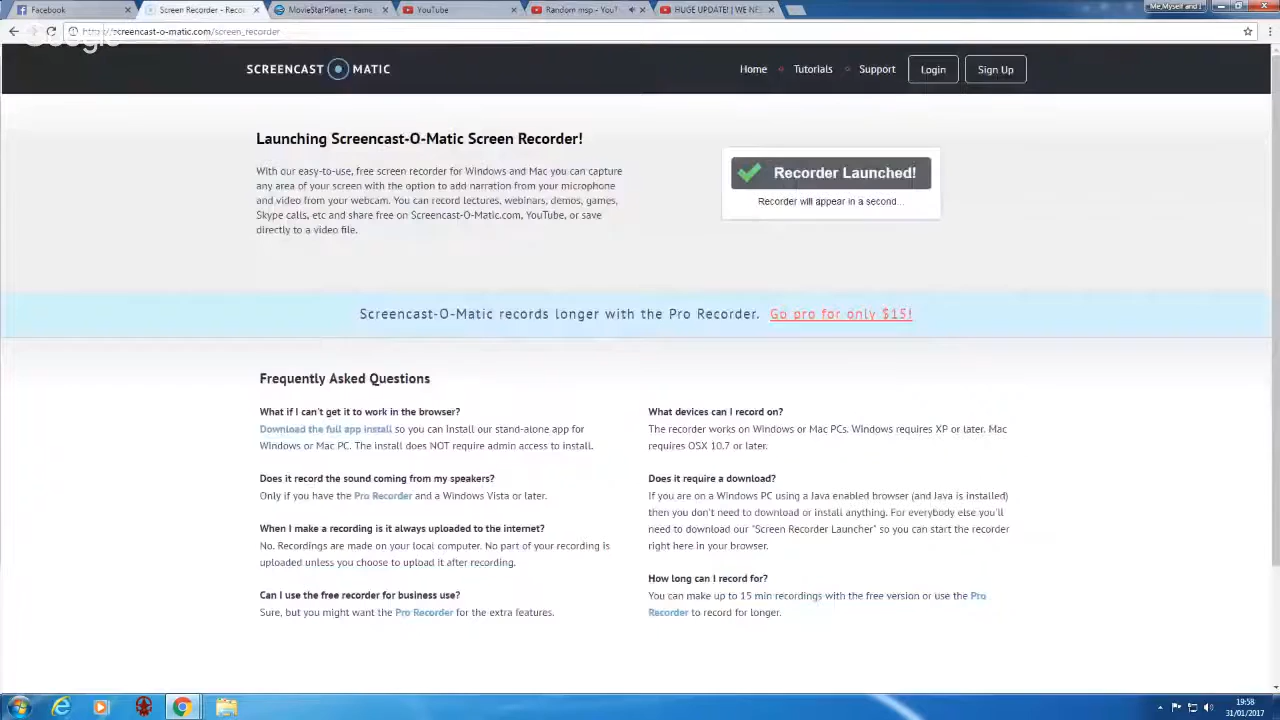 Facebook
Screen Recorder - Reco
MovieStarPlanet - Fame
YouTube
Random msp - You
HUGE UPDATE! | WE NE
Me,Myself and I
Google
http://screencast-o-matic.com/screen_recorder
SCREENCAST MATIC
Home Tutorials Support Login Sign Up
Launching Screencast-O-Matic Screen Recorder!
With our easy-to-use, free screen recorder for Windows and Mac you can capture
any area of your screen with the option to add narration from your microphone
and video from your webcam. You can record lectures, webinars, demos, games,
Skype calls, etc and share free on Screencast-O-Matic.com, YouTube, or save
directly to a video file.
Recorder Launched!
Recorder will appear in a second...
Screencast-O-Matic records longer with the Pro Recorder. Go pro for only $15!
Frequently Asked Questions
What if I can't get it to work in the browser?
Download the full app install so you can install our stand-alone app for
Windows or Mac PC. The install does NOT require admin access to install.
Does it record the sound coming from my speakers?
Only if you have the Pro Recorder and a Windows Vista or later.
When I make a recording is it always uploaded to the internet?
No. Recordings are made on your local computer. No part of your recording is
uploaded unless you choose to upload it after recording.
Can I use the free recorder for business use?
Sure, but you might want the Pro Recorder for the extra features.
What devices can I record on?
The recorder works on Windows or Mac PCs. Windows requires XP or later. Mac
requires OSX 10.7 or later.
Does it require a download?
If you are on a Windows PC using a Java enabled browser (and Java is installed)
then you don't need to download or install anything. For everybody else you'll
need to download our "Screen Recorder Launcher" so you can start the recorder
right here in your browser.
How long can I record for?
You can make up to 15 min recordings with the free version or use the Pro
Recorder to record for longer.
19:58
31/01/2017